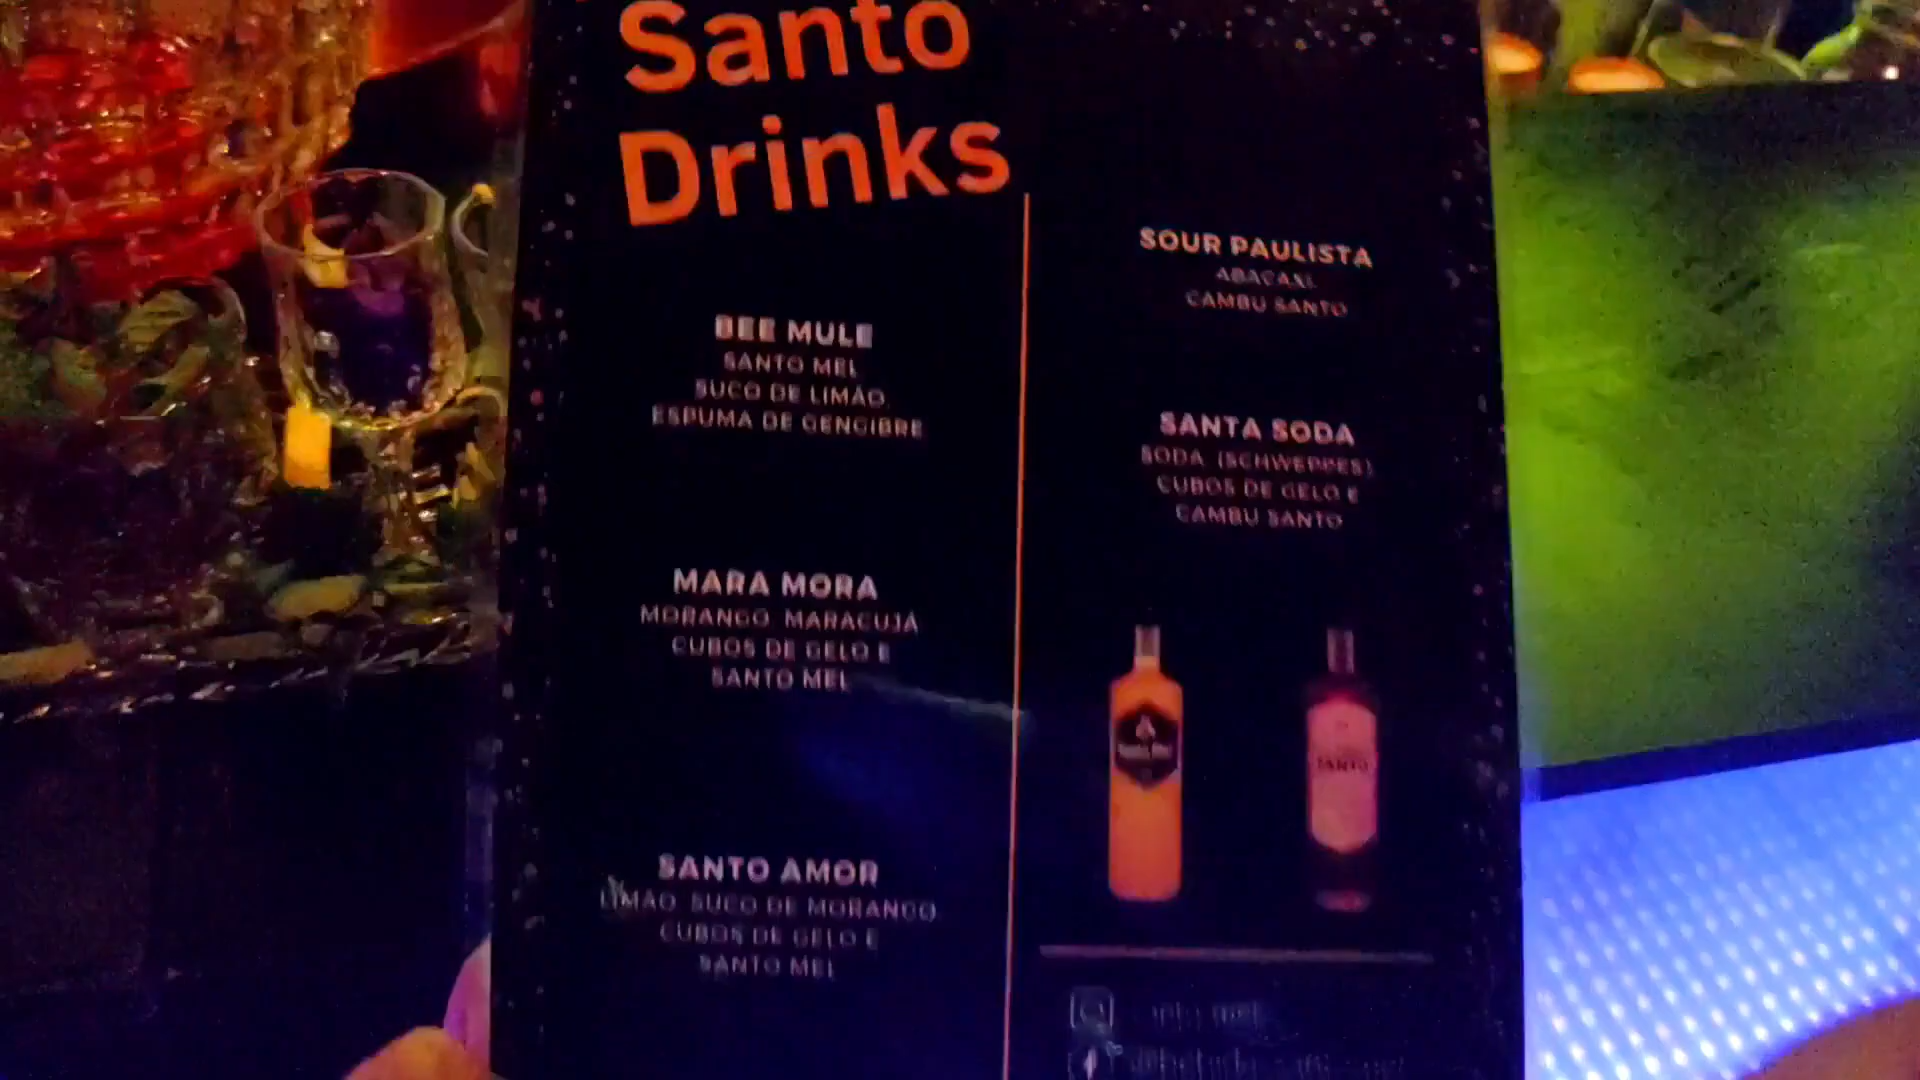 Santo
Drinks
BEE MULE
SANTO MEL
SUCO DE LIMÃO,
ESPUMA DE GENGIBRE
MARA MORA
MORANGO, MARACUJÁ
CUBOS DE GELO E
SANTO MEL
SANTO AMOR
LIMÃO, SUCO DE MORANGO,
CUBOS DE GELO E
SANTO MEL
SOUR PAULISTA
ABACAXI,
CAMBU SANTO
SANTA SODA
SODA (SCHWEPPES)
CUBOS DE GELO E
CAMBU SANTO
SANTO